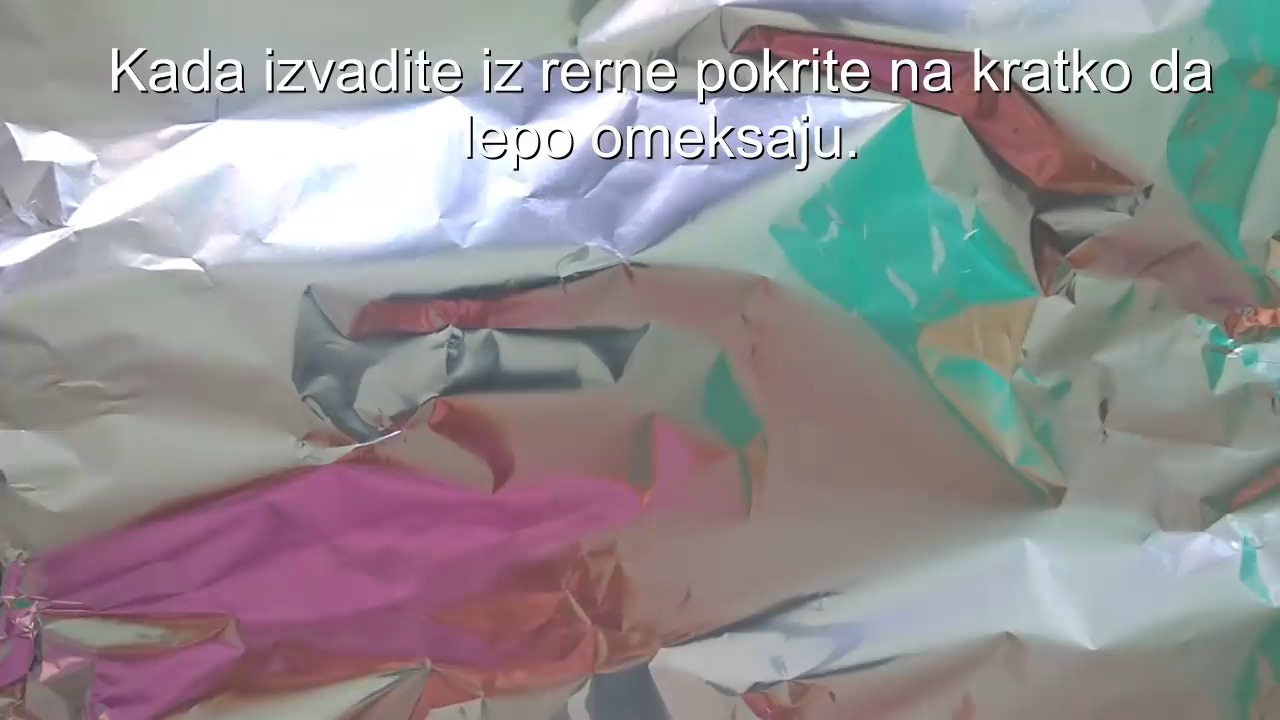 Kada izvadite iz rerne pokrite na kratko da
lepo omeksaju.